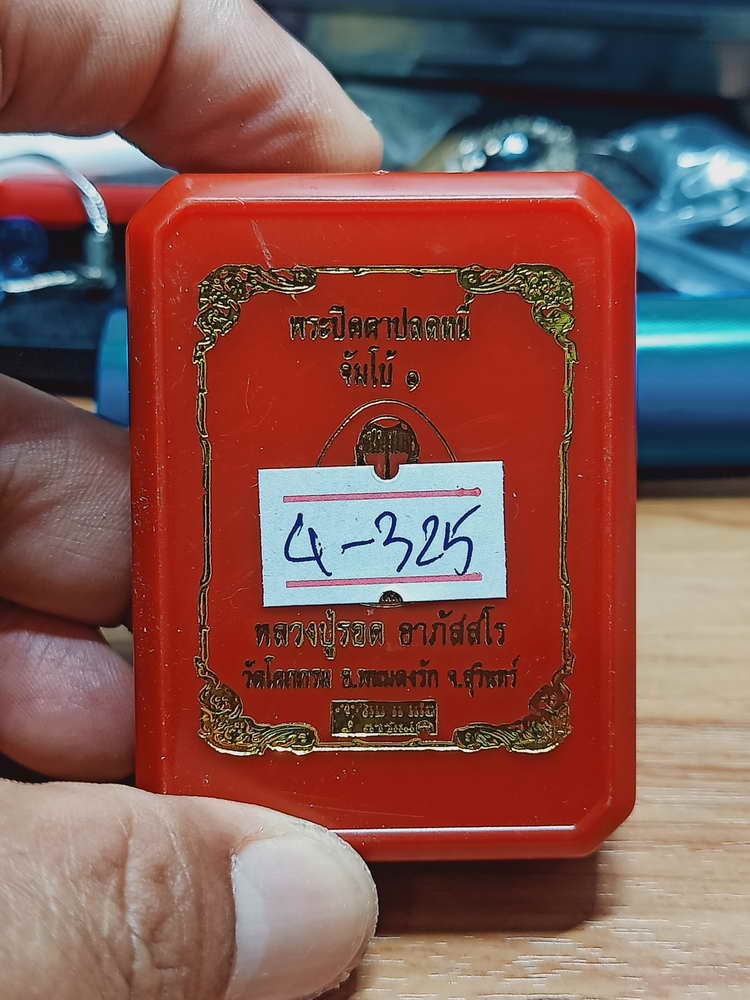 พระปิดตาปลดหนี้
จัมโบ้ ๑
4-325
หลวงปู่รอด อาภัสสโร
วัดโคกกรม อ.พนมดงรัก จ.สุรินทร์